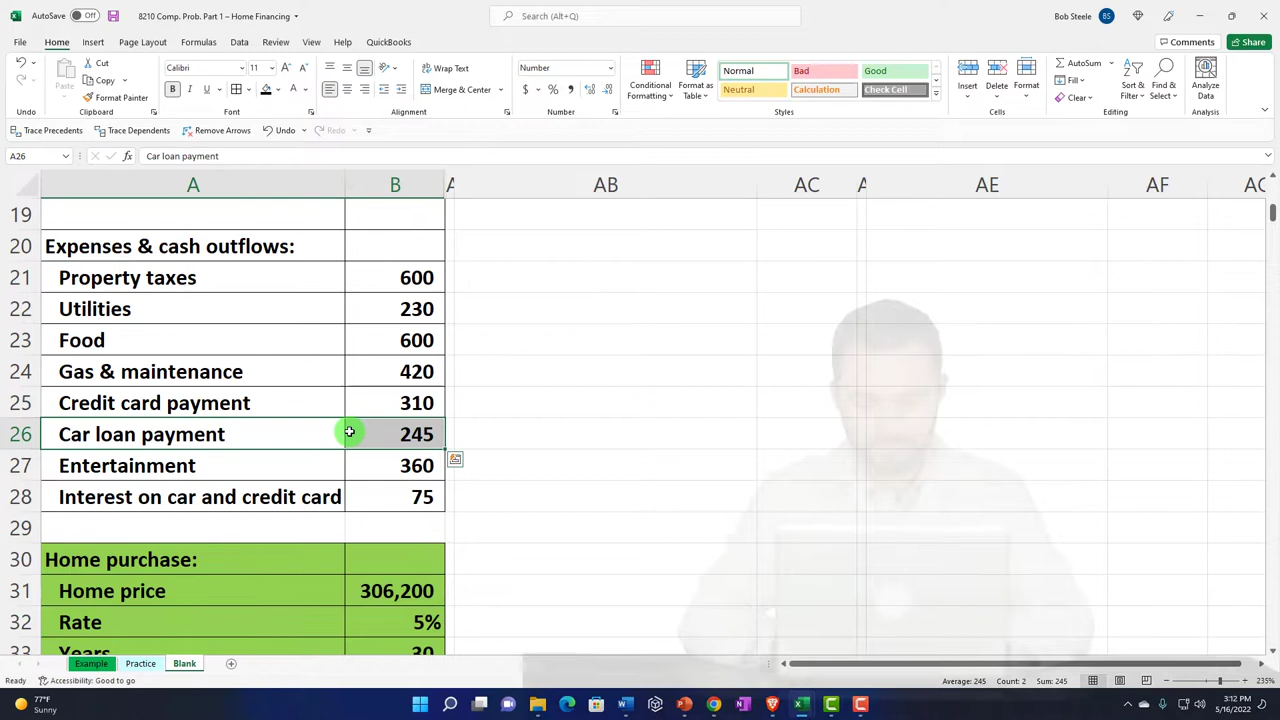 AutoSave Off 8210 Comp. Prob. Part 1 – Home Financing Search (Alt+Q) Bob Steele BS
File Home Insert Page Layout Formulas Data Review View Help QuickBooks Comments Share
Cut Calibri 11 Wrap Text Number Normal Bad Good AutoSum
Copy Fill
Paste Format Painter Merge & Center Conditional Formatting Format as Table Neutral Calculation Check Cell Insert Delete Format Clear Sort & Filter Find & Select Analyze Data
Undo Clipboard Font Alignment Number Styles Cells Editing Analysis
Trace Precedents Trace Dependents Remove Arrows Undo Redo
A26 fx Car loan payment
A B A AB AC A AE AF AG
19
20 Expenses & cash outflows:
21 Property taxes 600
22 Utilities 230
23 Food 600
24 Gas & maintenance 420
25 Credit card payment 310
26 Car loan payment 245
27 Entertainment 360
28 Interest on car and credit card 75
29
30 Home purchase:
31 Home price 306,200
32 Rate 5%
33 Years 30
Example Practice Blank
Ready Accessibility: Good to go Average: 245 Count: 2 Sum: 245 235%
77°F 3:12 PM
Sunny 5/16/2022